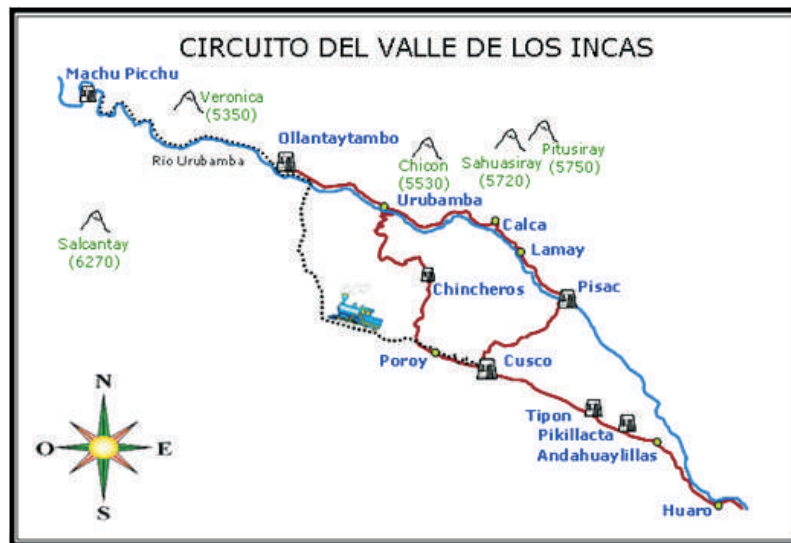 CIRCUITO DEL VALLE DE LOS INCAS
Machu Picchu
Veronica
(5350)
Ollantaytambo
Rio Urubamba
Chicon
(5530)
Sahuasiray
(5720)
Pitusiray
(5750)
Urubamba
Calca
Lamay
Salcantay
(6270)
Chincheros
Pisac
Poroy
Cusco
Tipon
Pikillacta
Andahuaylillas
Huaro
N
O
E
S